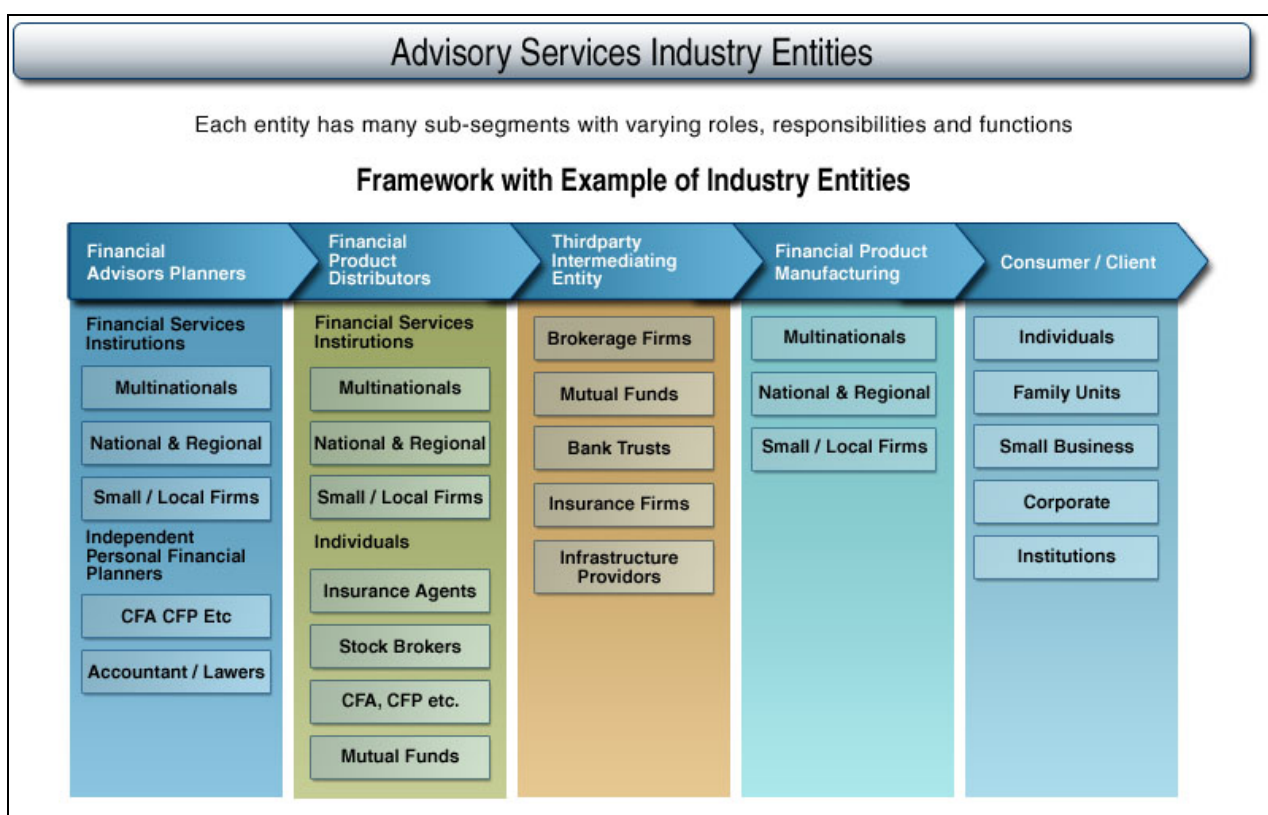 Advisory Services Industry Entities
Each entity has many sub-segments with varying roles, responsibilities and functions
Framework with Example of Industry Entities
Financial
Advisors Planners
Financial
Product
Distributors
Thirdparty
Intermediating
Entity
Financial Product
Manufacturing
Consumer / Client
Financial Services
Instirutions
Multinationals
National & Regional
Small / Local Firms
Independent
Personal Financial
Planners
CFA CFP Etc
Accountant / Lawers
Financial Services
Instirutions
Multinationals
National & Regional
Small / Local Firms
Individuals
Insurance Agents
Stock Brokers
CFA, CFP etc.
Mutual Funds
Brokerage Firms
Mutual Funds
Bank Trusts
Insurance Firms
Infrastructure
Providors
Multinationals
National & Regional
Small / Local Firms
Individuals
Family Units
Small Business
Corporate
Institutions